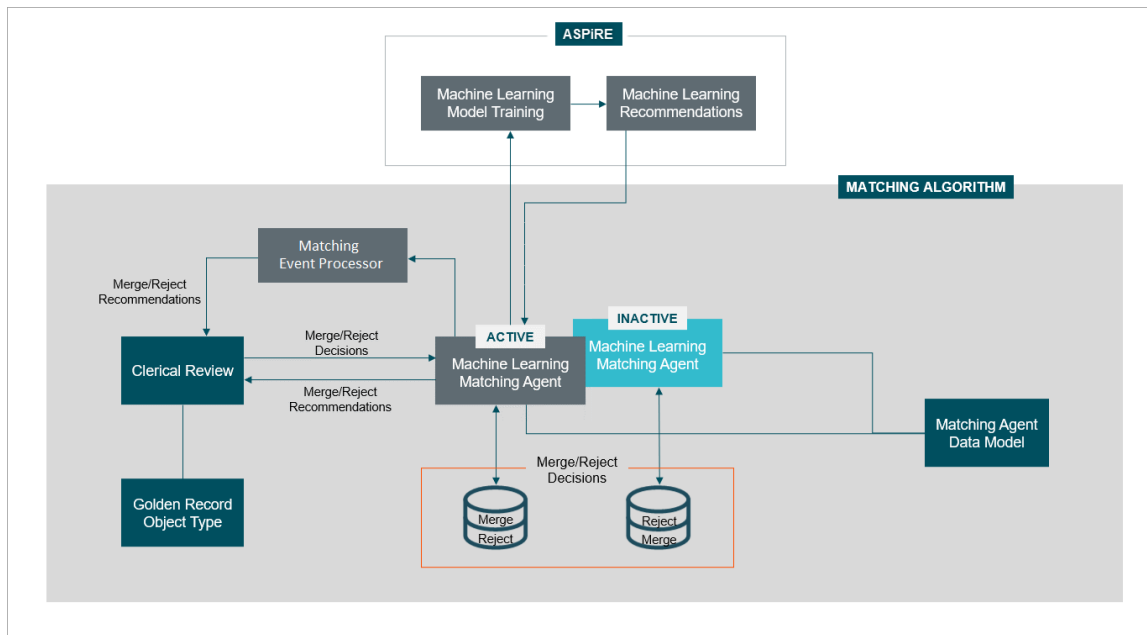 ASPiRE
Machine Learning
Model Training
Machine Learning
Recommendations
MATCHING ALGORITHM
Matching
Event Processor
Merge/Reject
Recommendations
INACTIVE
ACTIVE
Machine Learning
Matching Agent
Merge/Reject
Decisions
Machine Learning
Matching Agent
Clerical Review
Merge/Reject
Recommendations
Matching Agent
Data Model
Merge/Reject
Decisions
Golden Record
Object Type
Merge
Reject
Reject
Merge